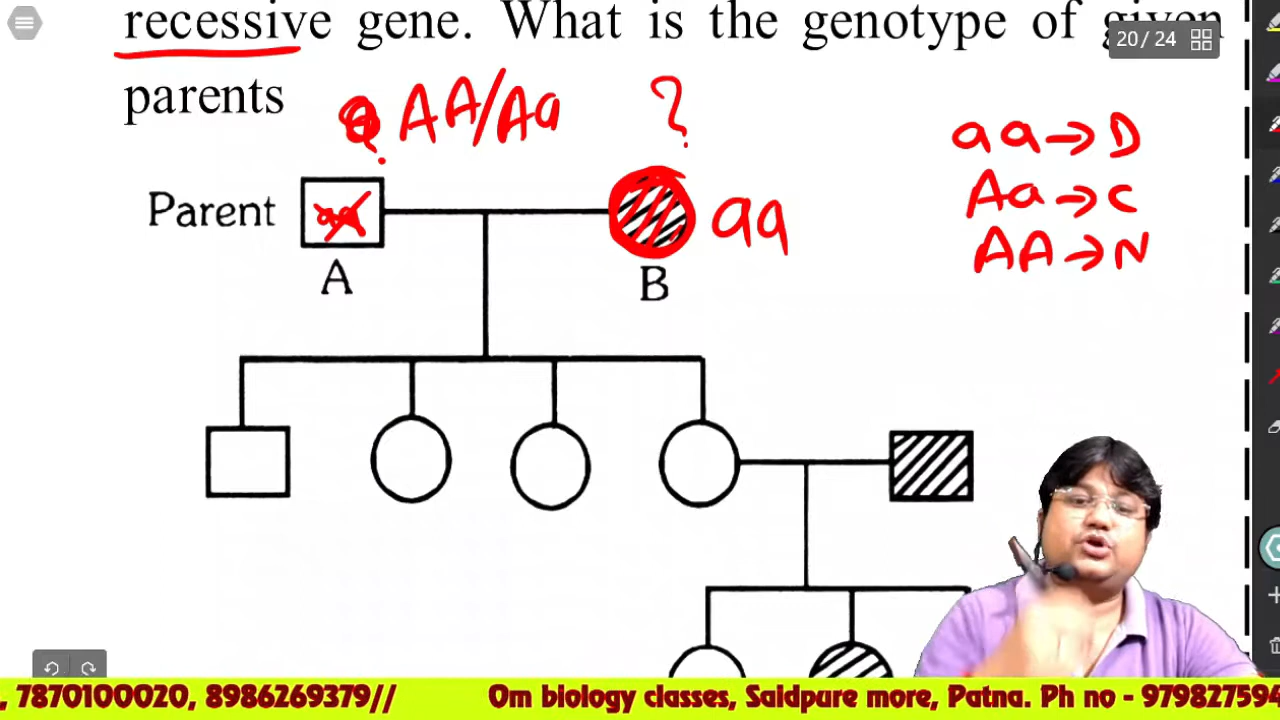 recessive gene. What is the genotype of given
20 / 24
parents
AA/Aa
?
aa→D
Aa→C
AA→N
Parent
aa
aa
A
B
, 7870100020, 8986269379// Om biology classes, Saidpure more, Patna. Ph no - 979827594